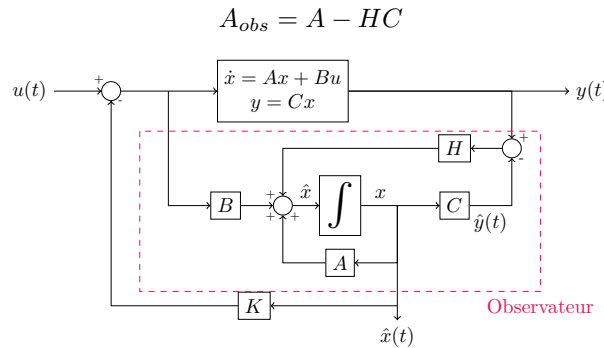 A_{obs} = A − HC
u(t)
+
-
ẋ = Ax + Bu
y = Cx
y(t)
+
-
H
B
+
+
+
x̂
∫
x
C
ŷ(t)
A
K
Observateur
x̂(t)